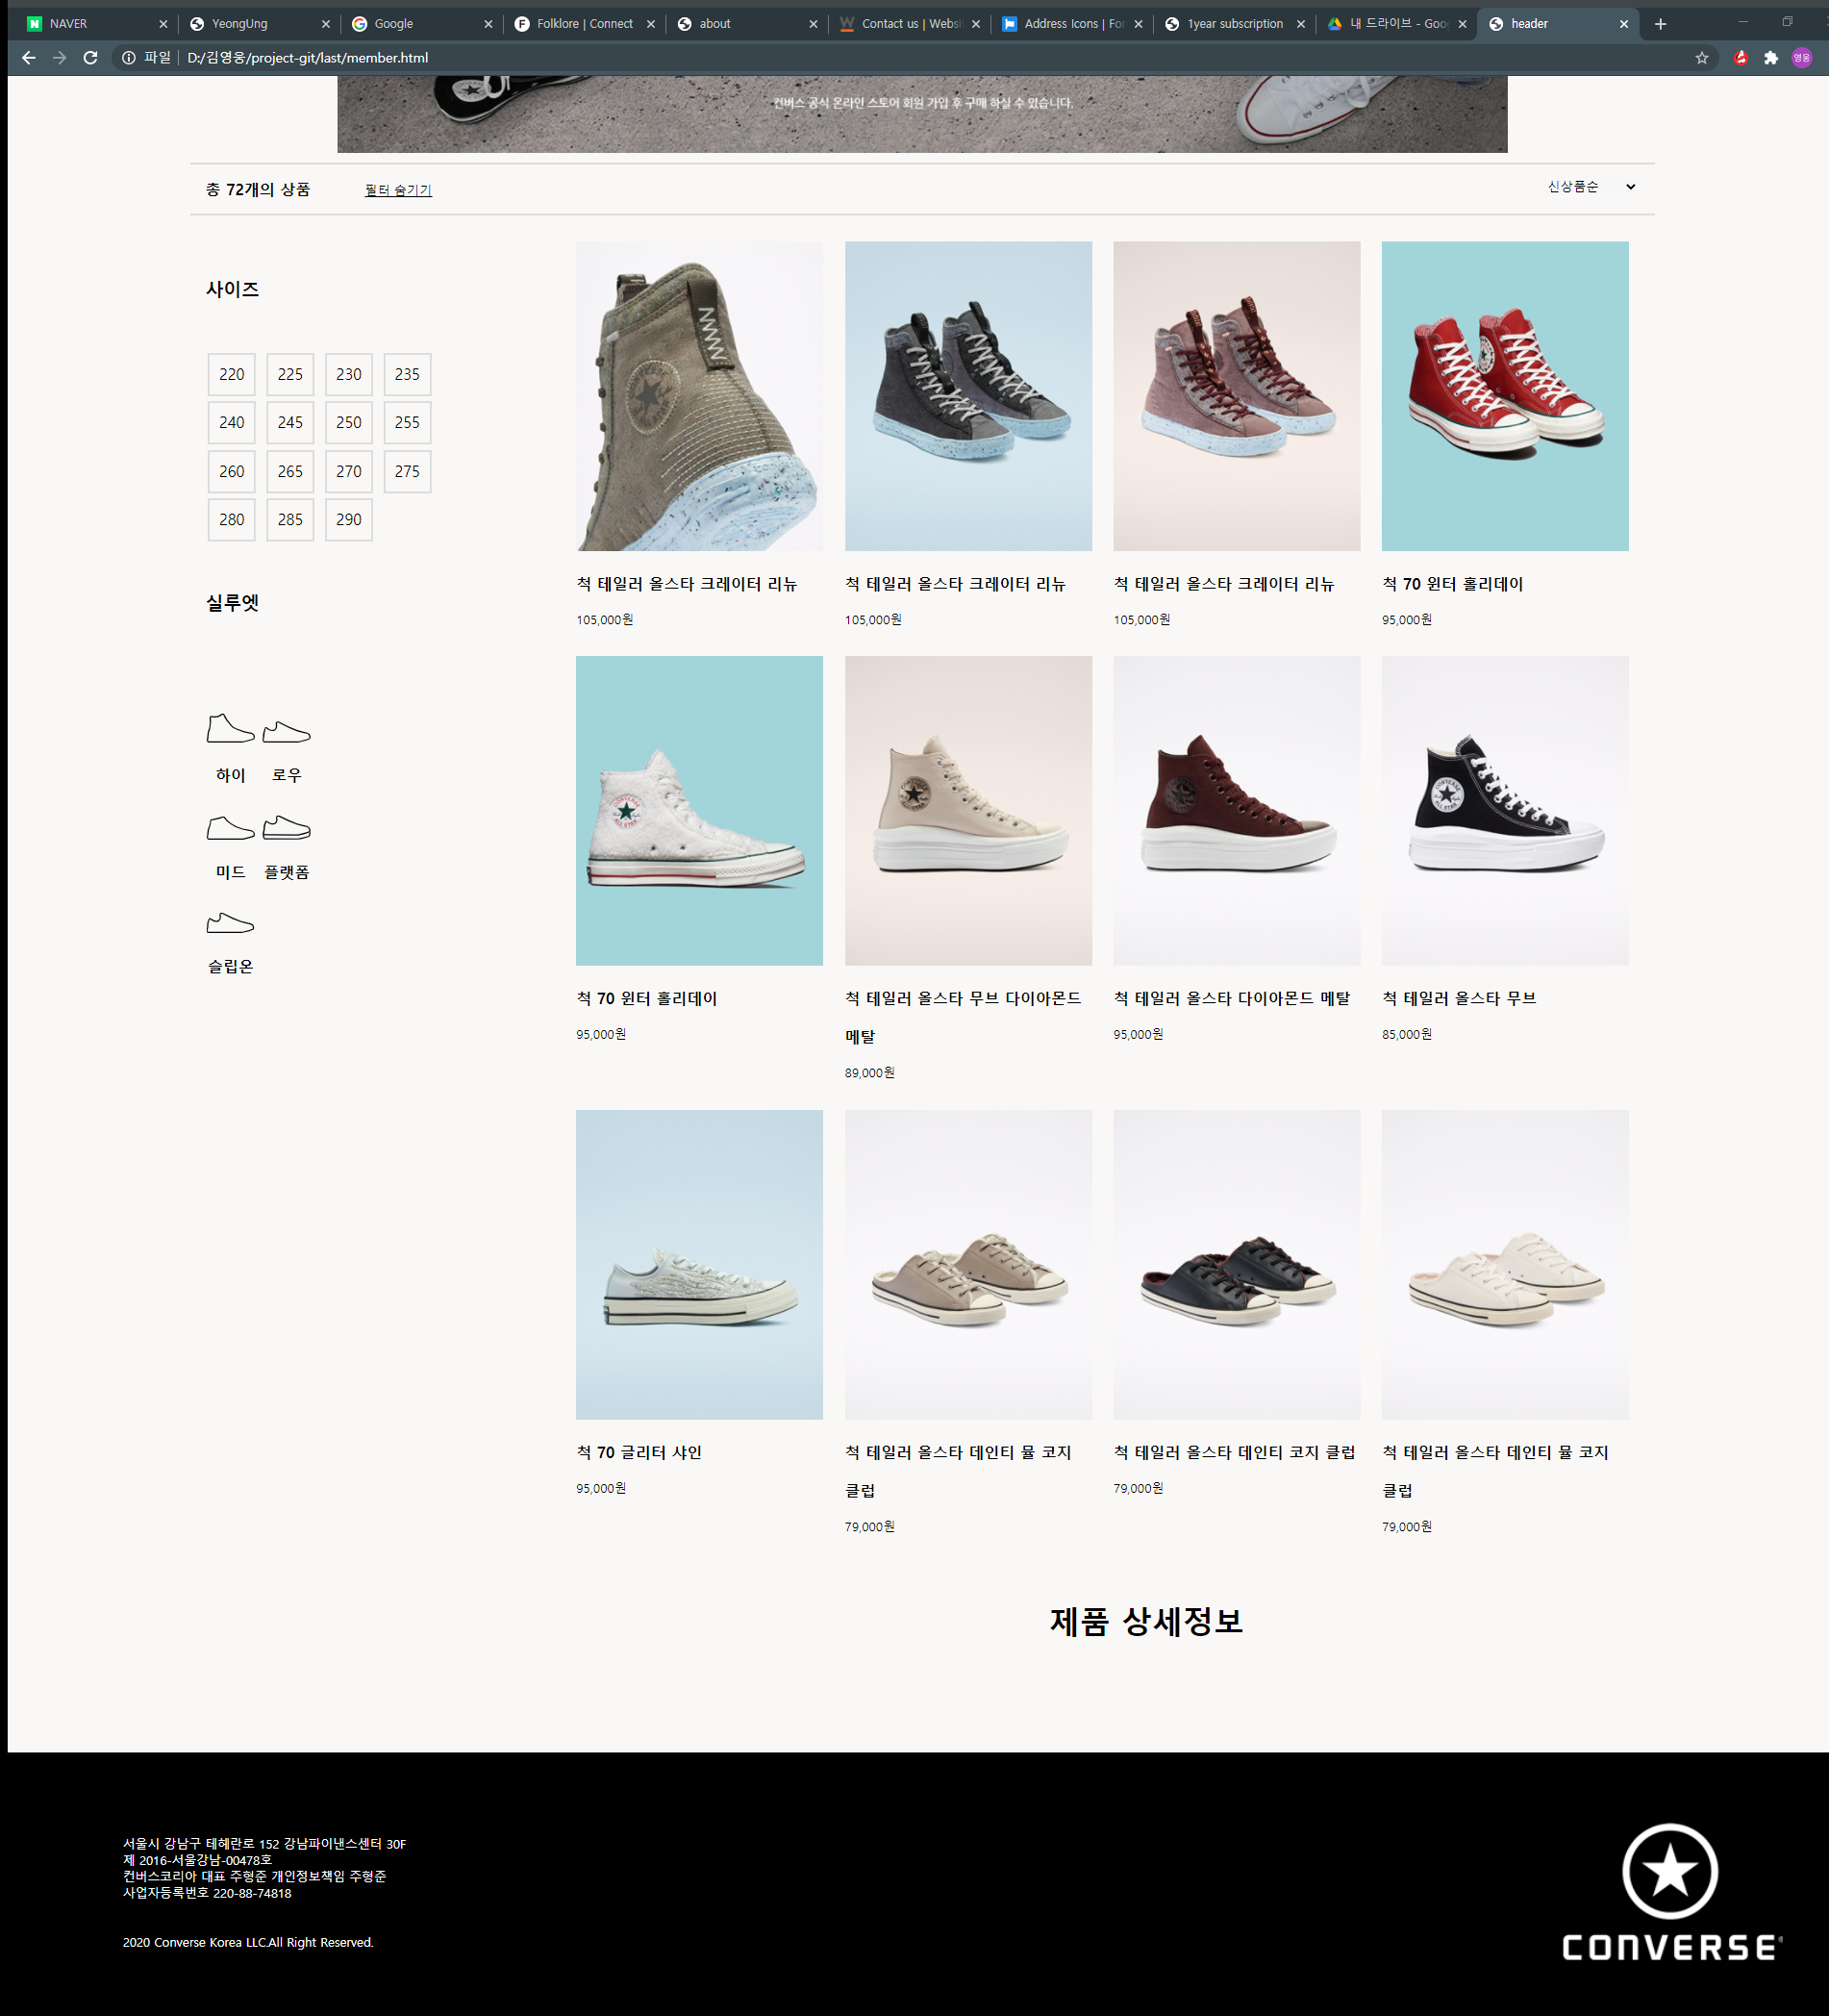 NAVER
YeongUng
Google
Folklore | Connect
about
Contact us | Websi
Address Icons | Fo
1year subscription
내 드라이브 - Goo
header
파일
D:/김영웅/project-git/last/member.html
영웅
컨버스 공식 온라인 스토어 회원 가입 후 구매 하실 수 있습니다.
총 72개의 상품
필터 숨기기
신상품순
사이즈
220 225 230 235
240 245 250 255
260 265 270 275
280 285 290
실루엣
하이 로우
미드 플랫폼
슬립온
척 테일러 올스타 크레이터 리뉴
105,000원
척 테일러 올스타 크레이터 리뉴
105,000원
척 테일러 올스타 크레이터 리뉴
105,000원
척 70 윈터 홀리데이
95,000원
척 70 윈터 홀리데이
95,000원
척 테일러 올스타 무브 다이아몬드
메탈
89,000원
척 테일러 올스타 다이아몬드 메탈
95,000원
척 테일러 올스타 무브
85,000원
척 70 글리터 샤인
95,000원
척 테일러 올스타 데인티 뮬 코지
클럽
79,000원
척 테일러 올스타 데인티 코지 클럽
79,000원
척 테일러 올스타 데인티 뮬 코지
클럽
79,000원
제품 상세정보
서울시 강남구 테헤란로 152 강남파이낸스센터 30F
제 2016-서울강남-00478호
컨버스코리아 대표 주형준 개인정보책임 주형준
사업자등록번호 220-88-74818
2020 Converse Korea LLC.All Right Reserved.
CONVERSE